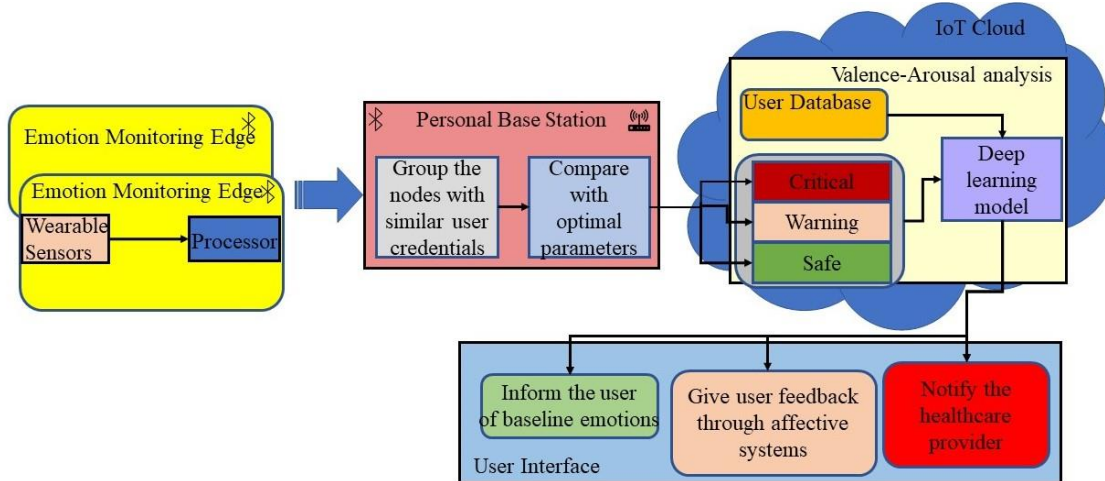 IoT Cloud
Valence-Arousal analysis
User Database
Emotion Monitoring Edge
Emotion Monitoring Edge
Wearable
Sensors
Processor
Personal Base Station
Group the
nodes with
similar user
credentials
Compare
with
optimal
parameters
Critical
Warning
Safe
Deep
learning
model
Inform the user
of baseline emotions
Give user feedback
through affective
systems
Notify the
healthcare
provider
User Interface